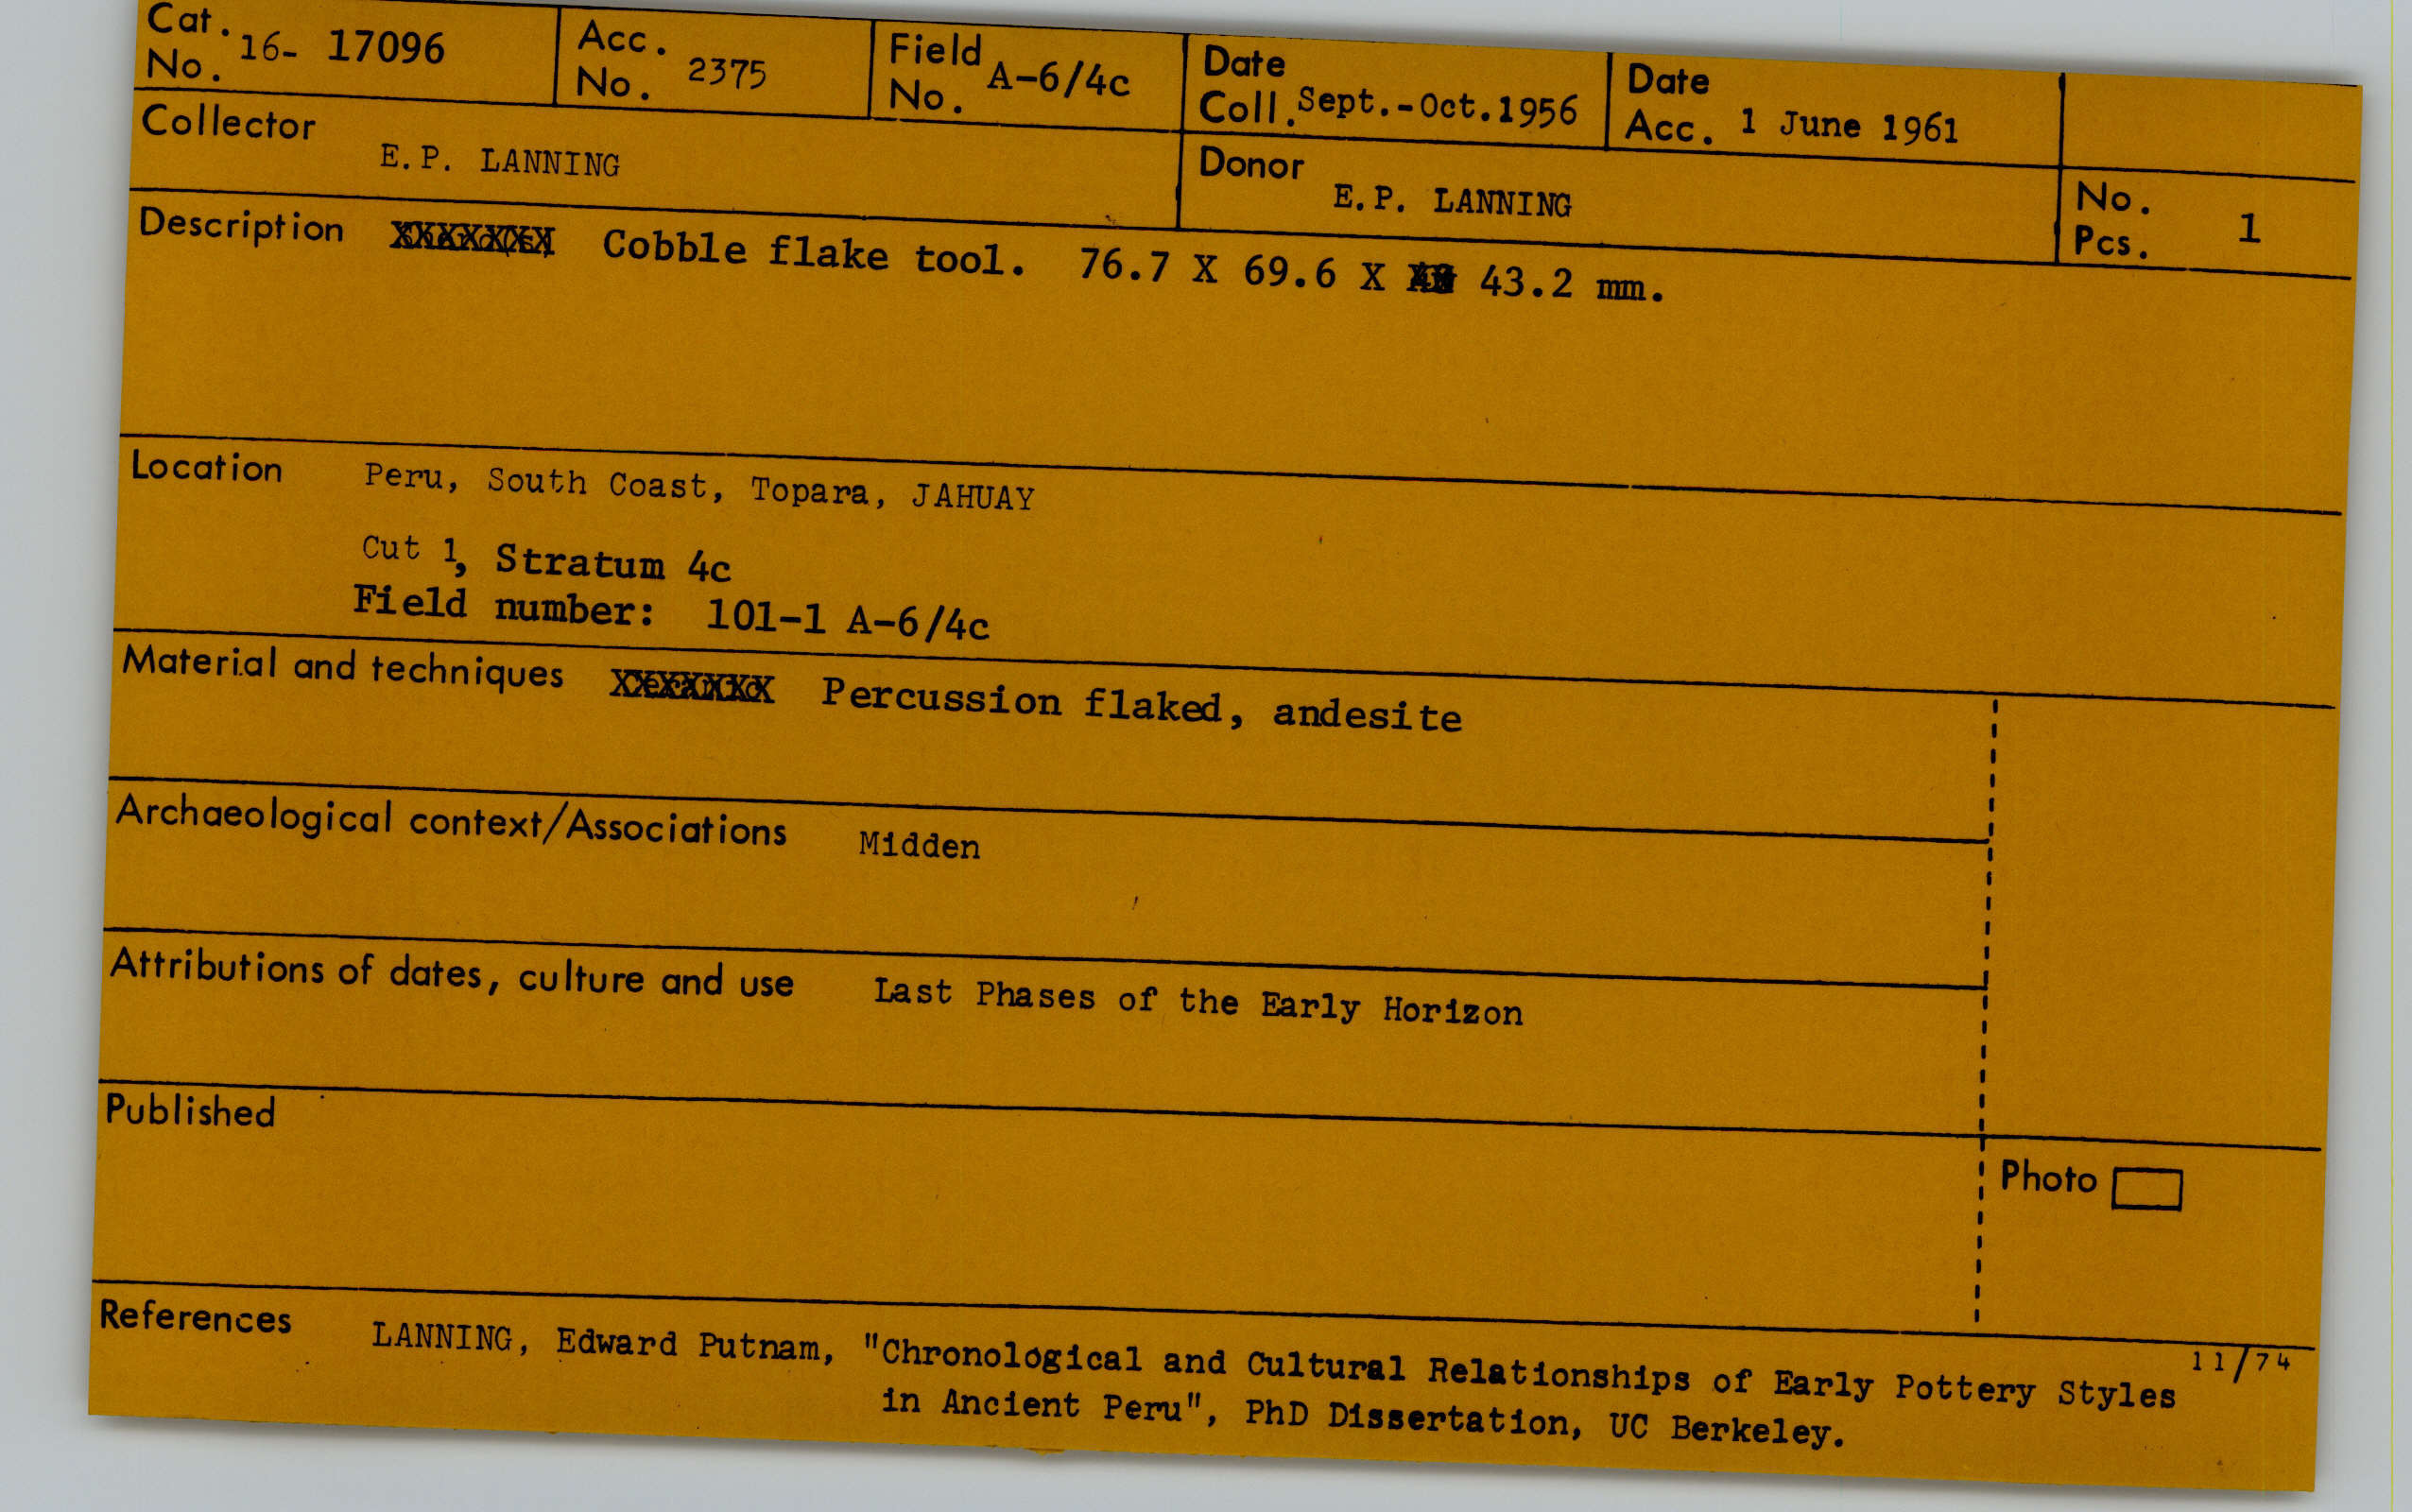 Cat. No. 16- 17096
Acc. No. 2375
Field No. A-6/4c
Date Coll. Sept.-Oct.1956
Date Acc. 1 June 1961
Collector E.P. LANNING
Donor E.P. LANNING
No. Pcs. 1
Description Cobble flake tool. 76.7 X 69.6 X 43.2 mm.
Location Peru, South Coast, Topara, JAHUAY
Cut 1, Stratum 4c
Field number: 101-1 A-6/4c
Material and techniques Percussion flaked, andesite
Archaeological context/Associations Midden
Attributions of dates, culture and use Last Phases of the Early Horizon
Published
Photo
11/74
References LANNING, Edward Putnam, "Chronological and Cultural Relationships of Early Pottery Styles
in Ancient Peru", PhD Dissertation, UC Berkeley.